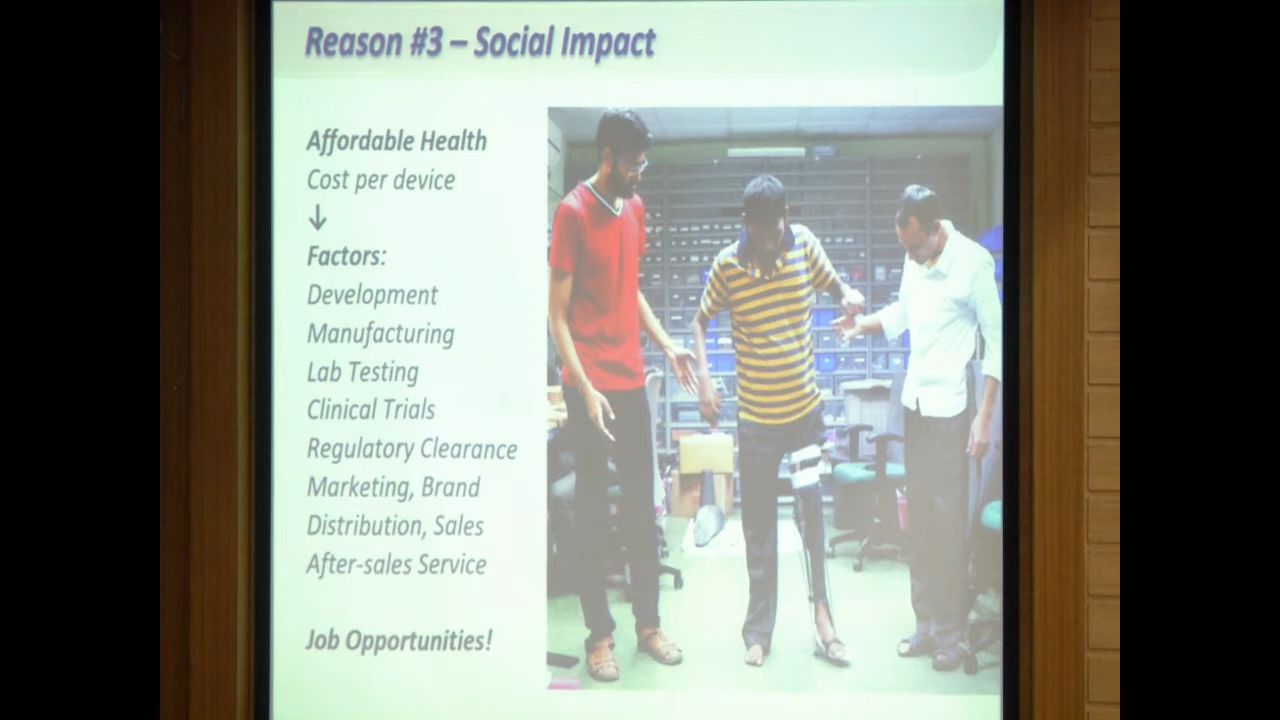 Reason #3 – Social Impact
Affordable Health
Cost per device
↓
Factors:
Development
Manufacturing
Lab Testing
Clinical Trials
Regulatory Clearance
Marketing, Brand
Distribution, Sales
After-sales Service
Job Opportunities!